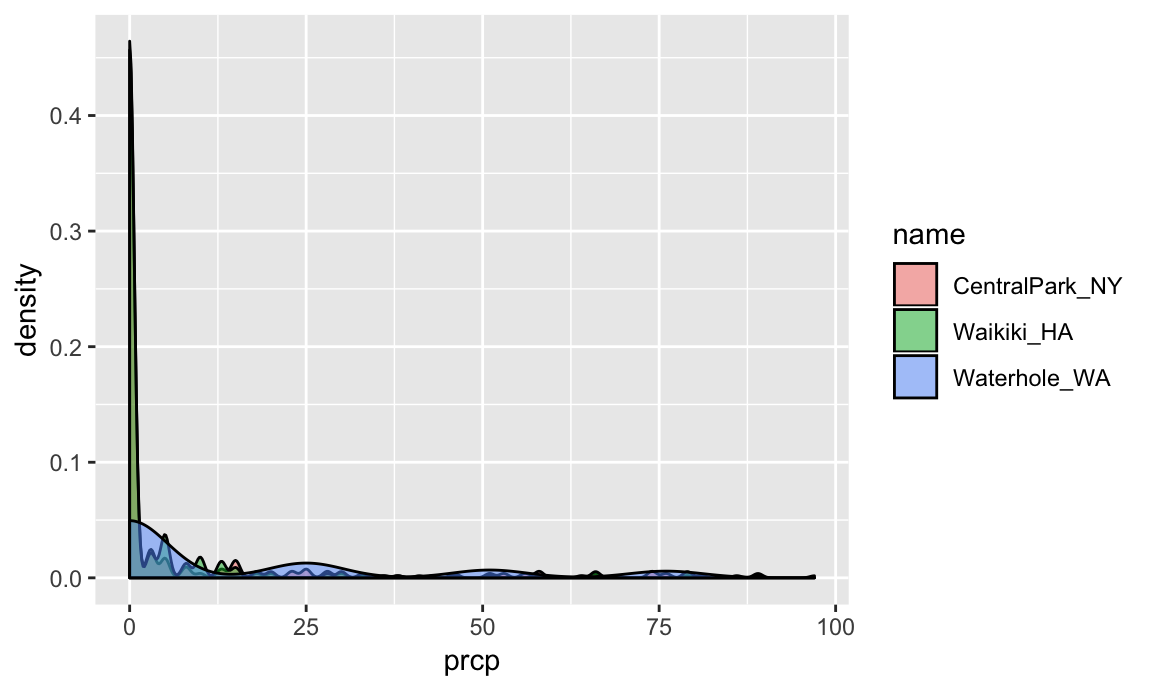 density
0.4
0.3
0.2
0.1
0.0
0 25 50 75 100
prcp
name
CentralPark_NY
Waikiki_HA
Waterhole_WA